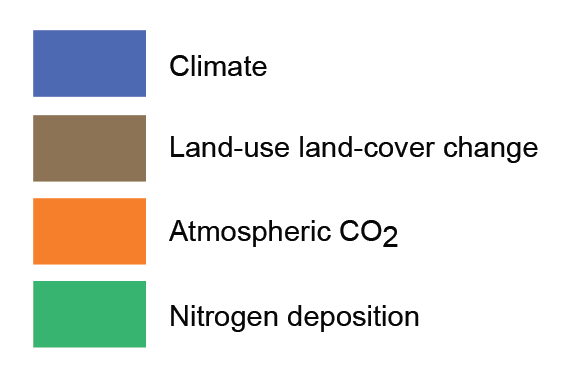 Climate
Land-use land-cover change
Atmospheric CO2
Nitrogen deposition